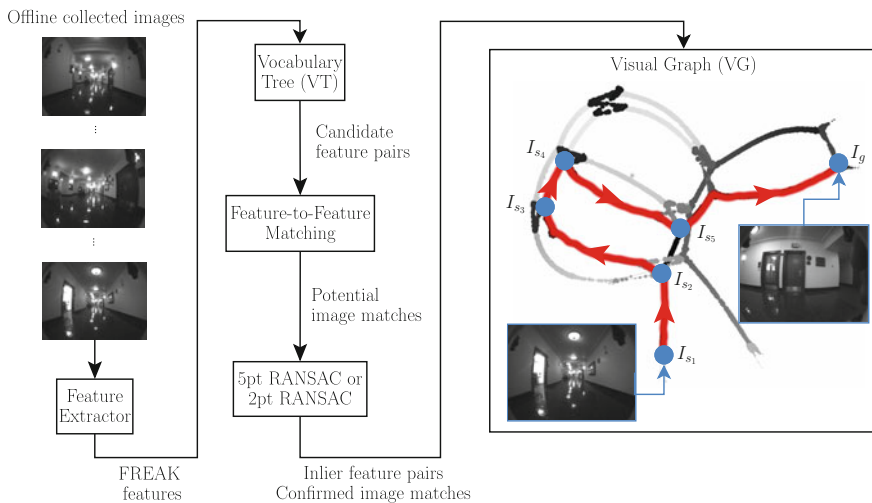 Offline collected images
...
...
Feature
Extractor
FREAK
features
Vocabulary
Tree (VT)
Candidate
feature pairs
Feature-to-Feature
Matching
Potential
image matches
5pt RANSAC or
2pt RANSAC
Inlier feature pairs
Confirmed image matches
Visual Graph (VG)
I_{s_4}
I_g
I_{s_3}
I_{s_5}
I_{s_2}
I_{s_1}